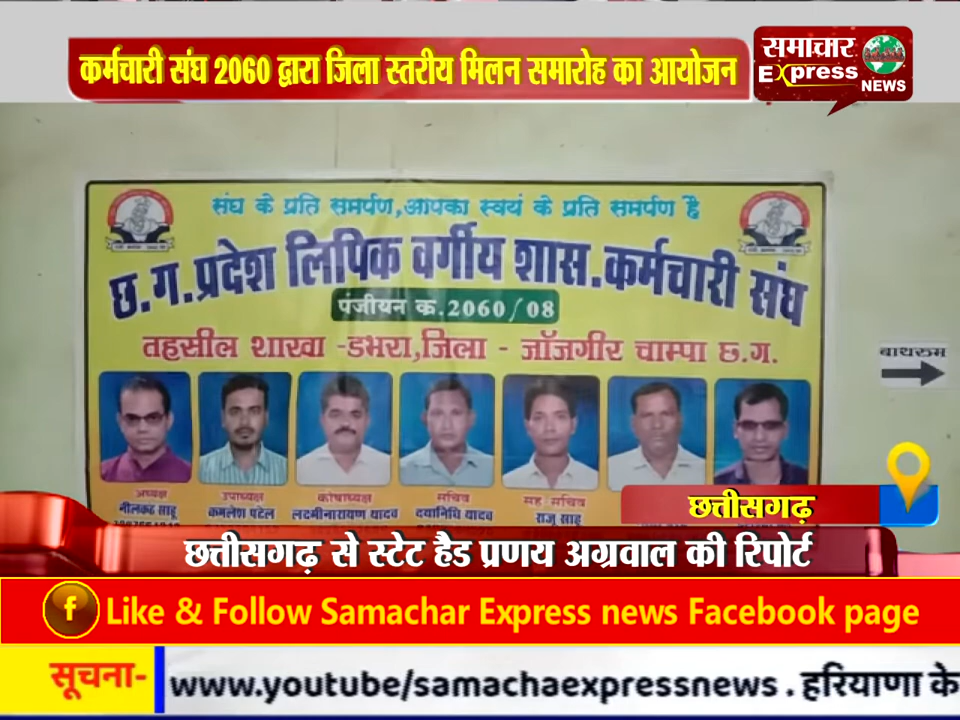 कर्मचारी संघ 2060 द्वारा जिला स्तरीय मिलन समारोह का आयोजन
समाचार
Express
NEWS
संघ के प्रति समर्पण,आपका स्वयं के प्रति समर्पण है
छ.ग.प्रदेश लिपिक वर्गीय शास.कर्मचारी संघ
पंजीयन क.2060/08
तहसील शाखा -डभरा,जिला - जॉजगीर चाम्पा छ.ग.
बाथरुम
अध्यक्ष उपाध्यक्ष कोषाध्यक्ष सचिव सह सचिव
नीलकंठ साहू कमलेश पटेल लक्ष्मीनारायण यादव दयानिधि यादव राजू साहू
छत्तीसगढ़
छत्तीसगढ़ से स्टेट हैड प्रणय अग्रवाल की रिपोर्ट
f Like & Follow Samachar Express news Facebook page
सूचना- www.youtube/samachaexpressnews . हरियाणा के